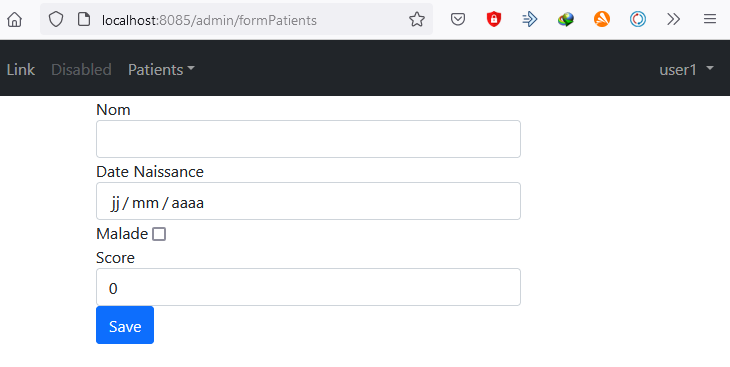 localhost:8085/admin/formPatients
Link Disabled Patients user1
Nom
Date Naissance
jj / mm / aaaa
Malade
Score
0
Save